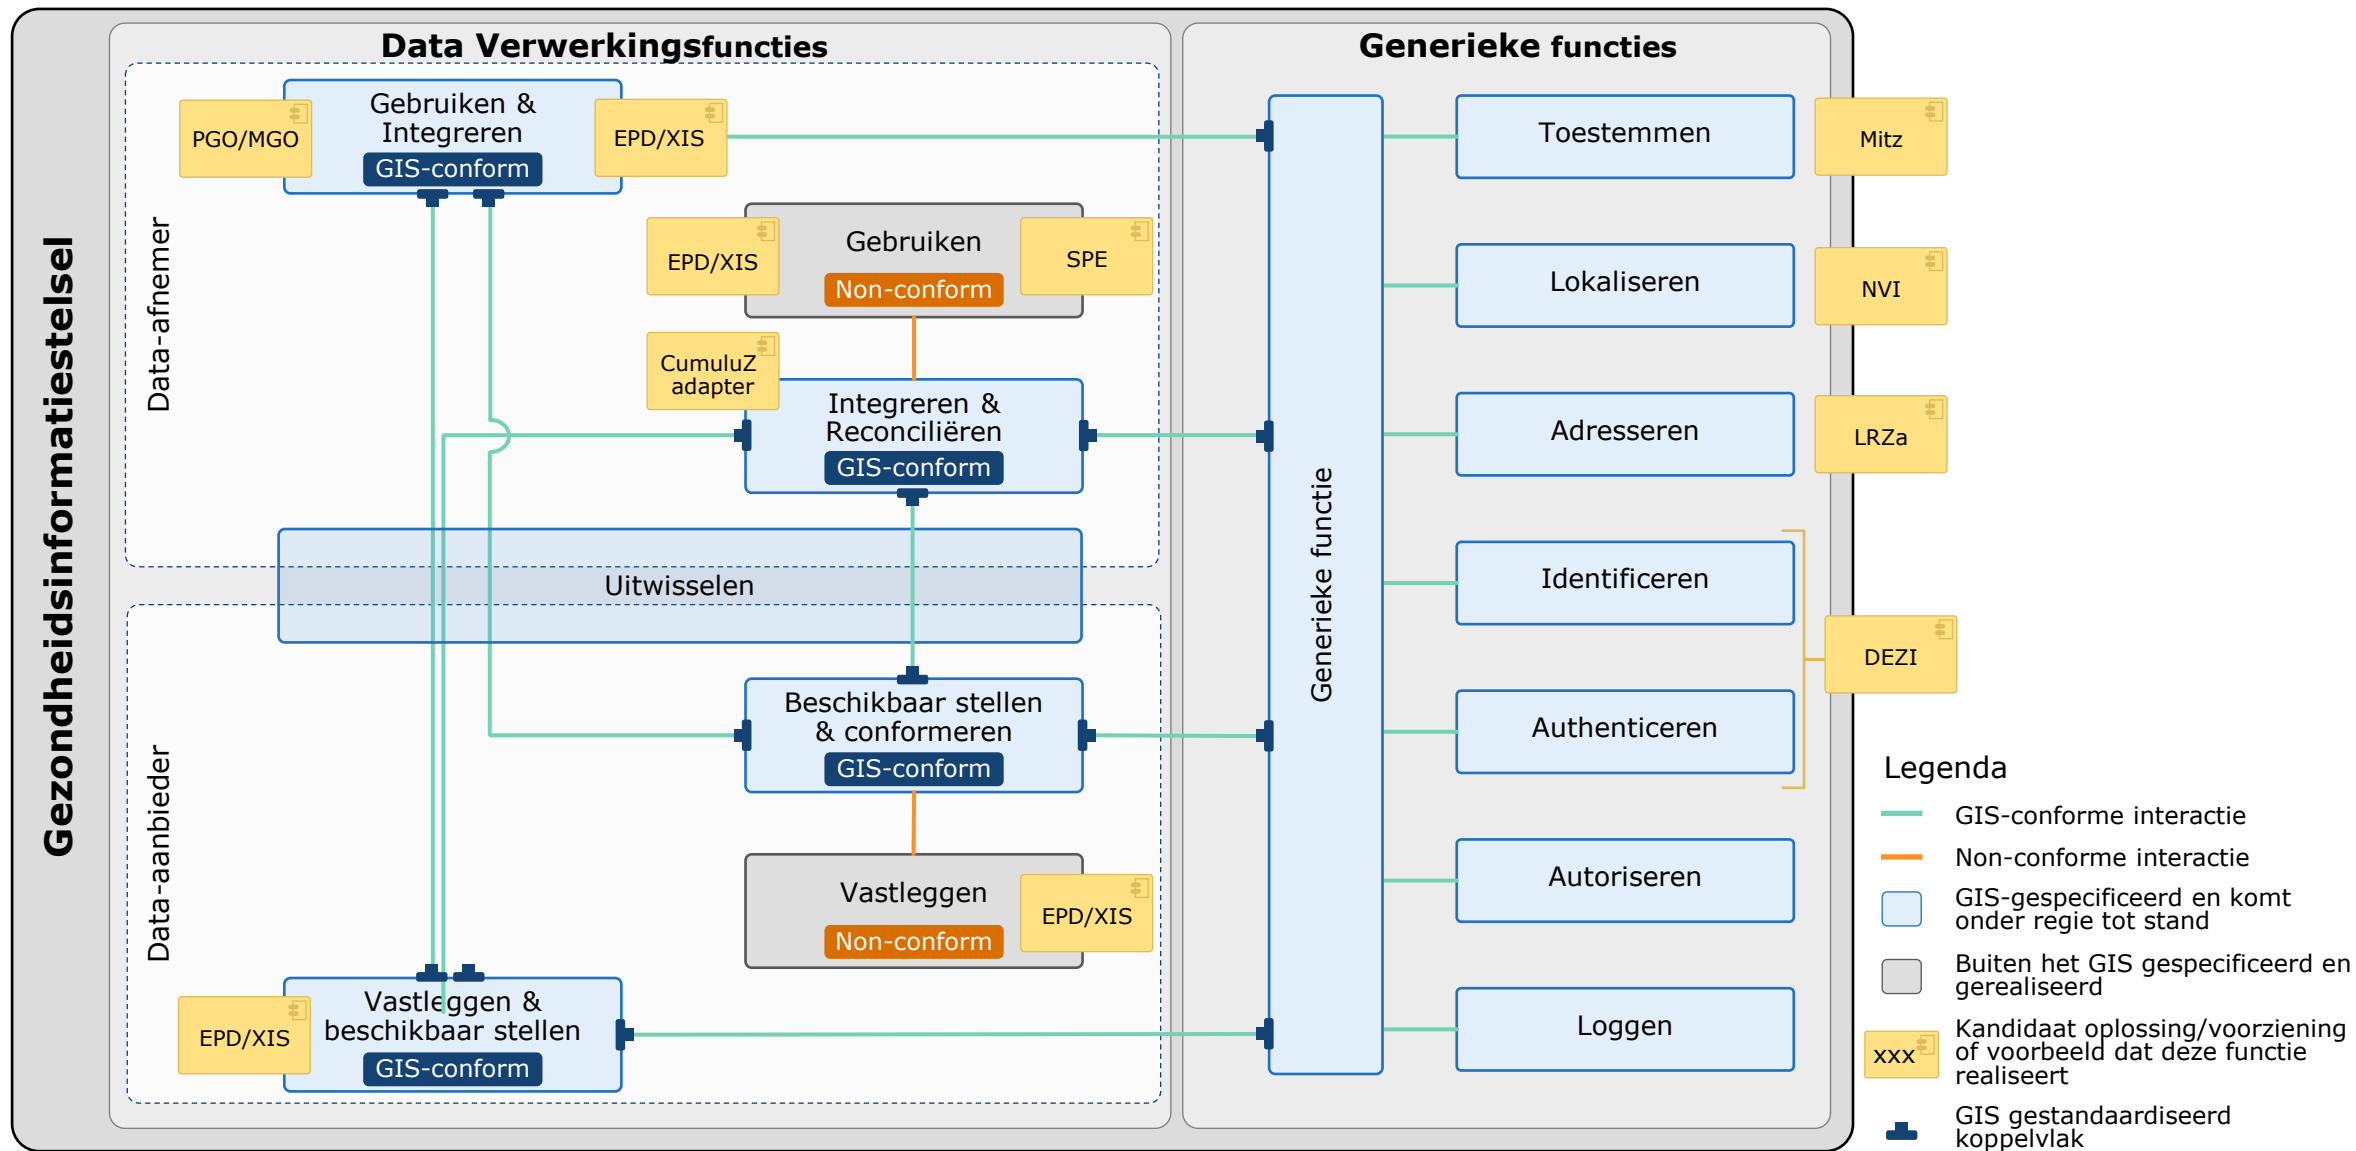 Gezondheidsinformatiestelsel
Data Verwerkingsfuncties
Data-afnemer
PGO/MGO
Gebruiken &
Integreren
GIS-conform
EPD/XIS
EPD/XIS
Gebruiken
Non-conform
SPE
CumuluZ
adapter
Integreren &
Reconciliëren
GIS-conform
Uitwisselen
Data-aanbieder
Beschikbaar stellen
& conformeren
GIS-conform
Vastleggen
Non-conform
EPD/XIS
EPD/XIS
Vastleggen &
beschikbaar stellen
GIS-conform
Generieke functies
Generieke functie
Toestemmen
Mitz
Lokaliseren
NVI
Adresseren
LRZa
Identificeren
DEZI
Authenticeren
Autoriseren
Loggen
Legenda
GIS-conforme interactie
Non-conforme interactie
GIS-gespecificeerd en komt
onder regie tot stand
Buiten het GIS gespecificeerd en
gerealiseerd
xxx
Kandidaat oplossing/voorziening
of voorbeeld dat deze functie
realiseert
GIS gestandaardiseerd
koppelvlak